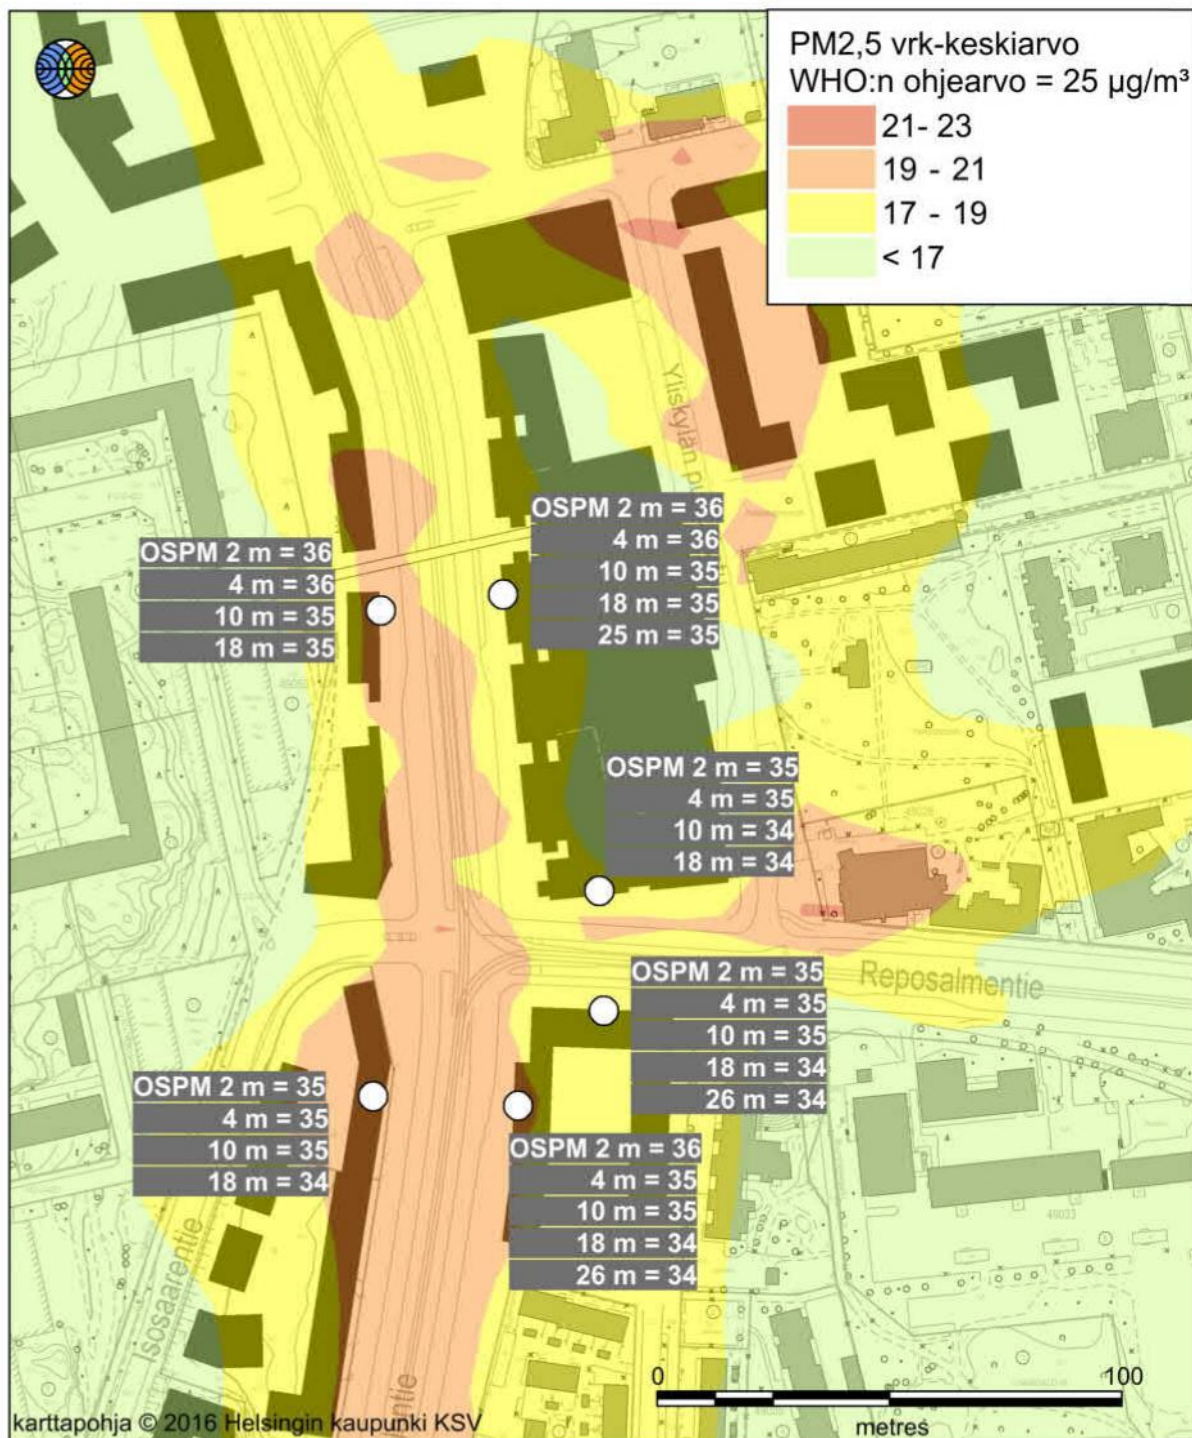 PM2,5 vrk-keskiarvo
WHO:n ohjearvo = 25 µg/m³
21- 23
19 - 21
17 - 19
< 17
Yliskylän
OSPM 2 m = 36
4 m = 36
10 m = 35
18 m = 35
25 m = 35
OSPM 2 m = 36
4 m = 36
10 m = 35
18 m = 35
OSPM 2 m = 35
4 m = 35
10 m = 34
18 m = 34
Reposalmentie
OSPM 2 m = 35
4 m = 35
10 m = 35
18 m = 34
26 m = 34
OSPM 2 m = 35
4 m = 35
10 m = 35
18 m = 34
OSPM 2 m = 36
4 m = 35
10 m = 35
18 m = 34
26 m = 34
49033
Isosaarentie
0 100
metres
karttapohja © 2016 Helsingin kaupunki KSV